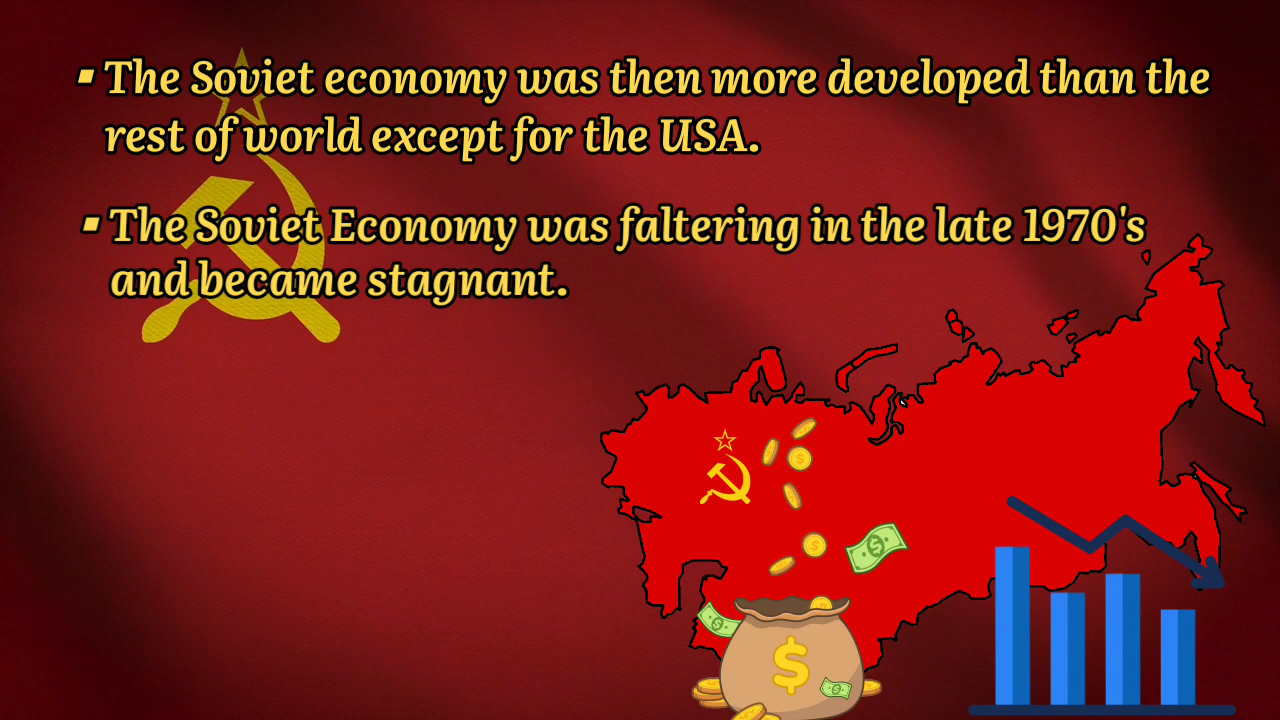 ▪ The Soviet economy was then more developed than the
rest of world except for the USA.
▪ The Soviet Economy was faltering in the late 1970's
and became stagnant.
$
$
$
$
$